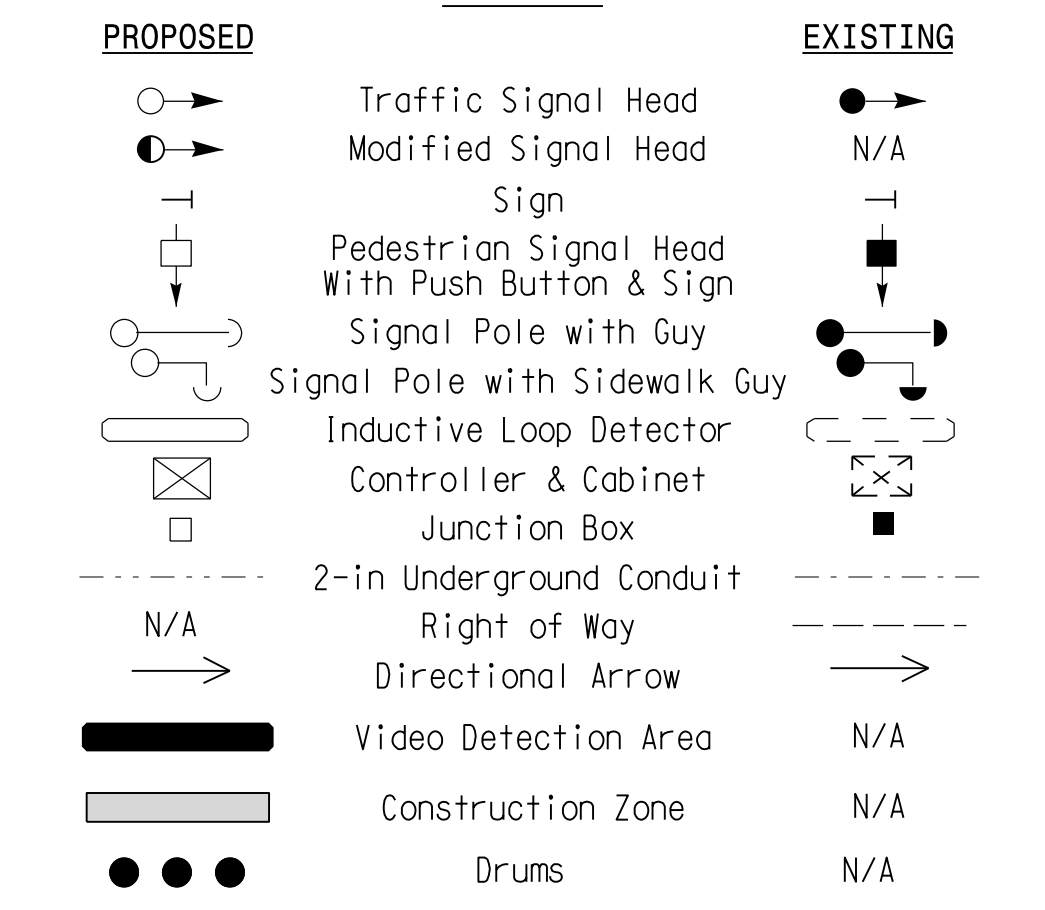 PROPOSED EXISTING
Traffic Signal Head
Modified Signal Head N/A
Sign
Pedestrian Signal Head
With Push Button & Sign
Signal Pole with Guy
Signal Pole with Sidewalk Guy
Inductive Loop Detector
Controller & Cabinet
Junction Box
2-in Underground Conduit
N/A Right of Way
Directional Arrow
Video Detection Area N/A
Construction Zone N/A
Drums N/A